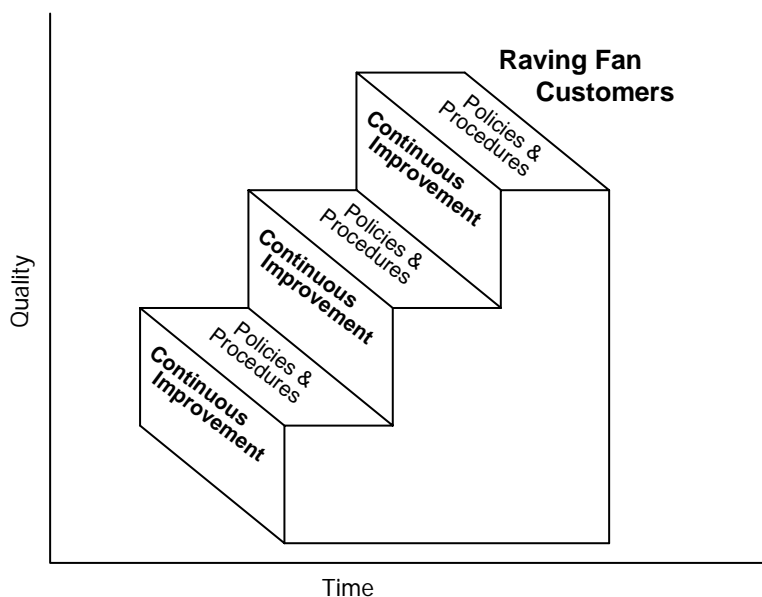 Raving Fan
Customers
Policies &
Procedures
Continuous
Improvement
Policies &
Procedures
Continuous
Improvement
Policies &
Procedures
Continuous
Improvement
Quality
Time